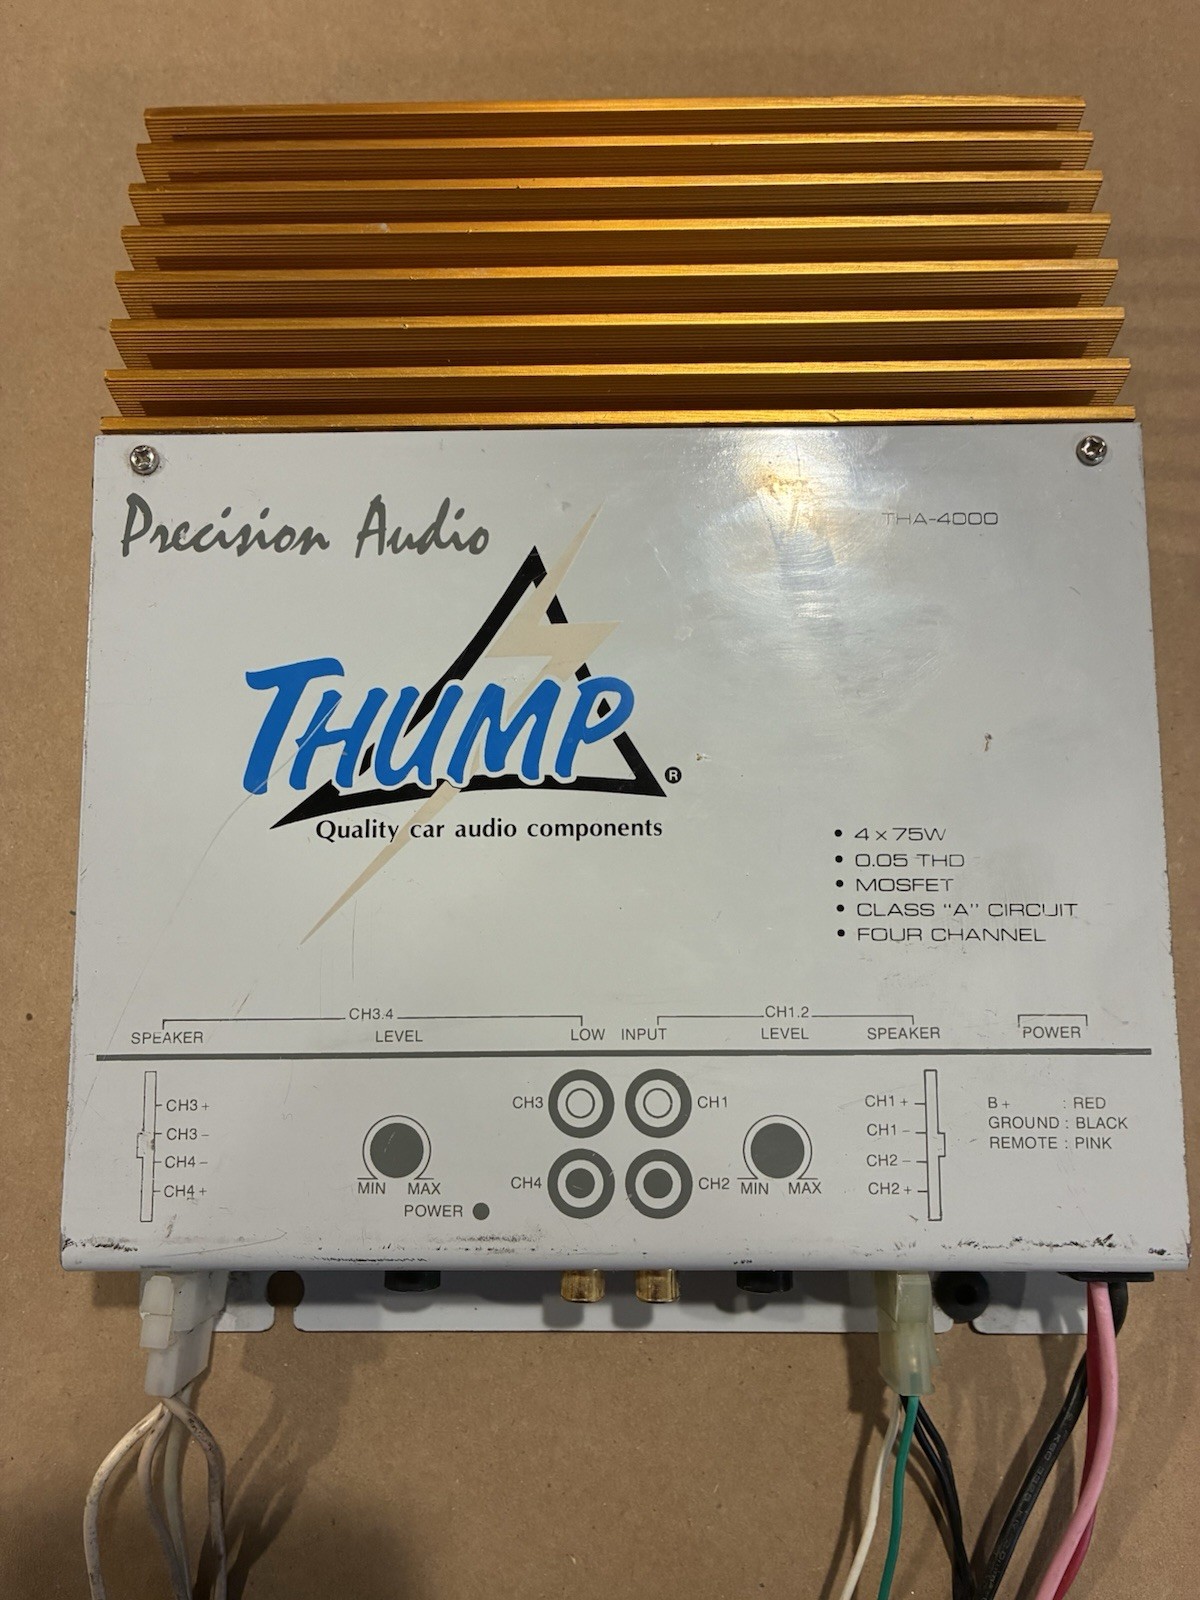 Precision Audio
THA-4000
THUMP ®
Quality car audio components
• 4 x 75W
• 0.05 THD
• MOSFET
• CLASS "A" CIRCUIT
• FOUR CHANNEL
CH3.4
CH1.2
SPEAKER LEVEL LOW INPUT LEVEL SPEAKER POWER
CH3 +
CH3 -
CH4 -
CH4 +
MIN MAX
POWER
CH3 CH1
CH4 CH2
MIN MAX
CH1 +
CH1 -
CH2 -
CH2 +
B + : RED
GROUND : BLACK
REMOTE : PINK